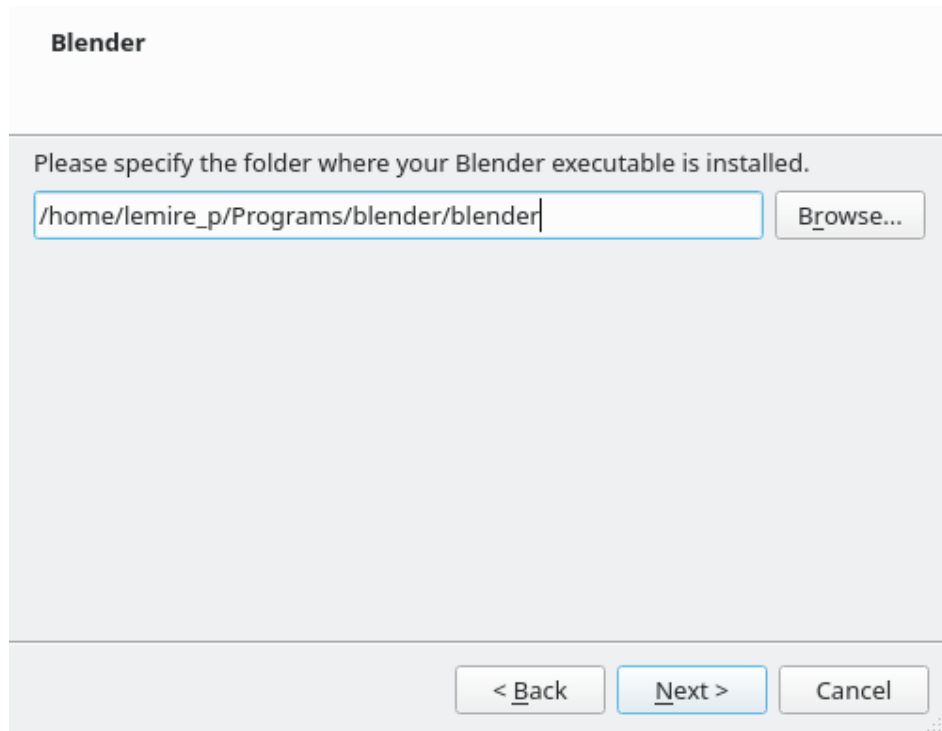 Blender
Please specify the folder where your Blender executable is installed.
/home/lemire_p/Programs/blender/blender
Browse...
< Back
Next >
Cancel